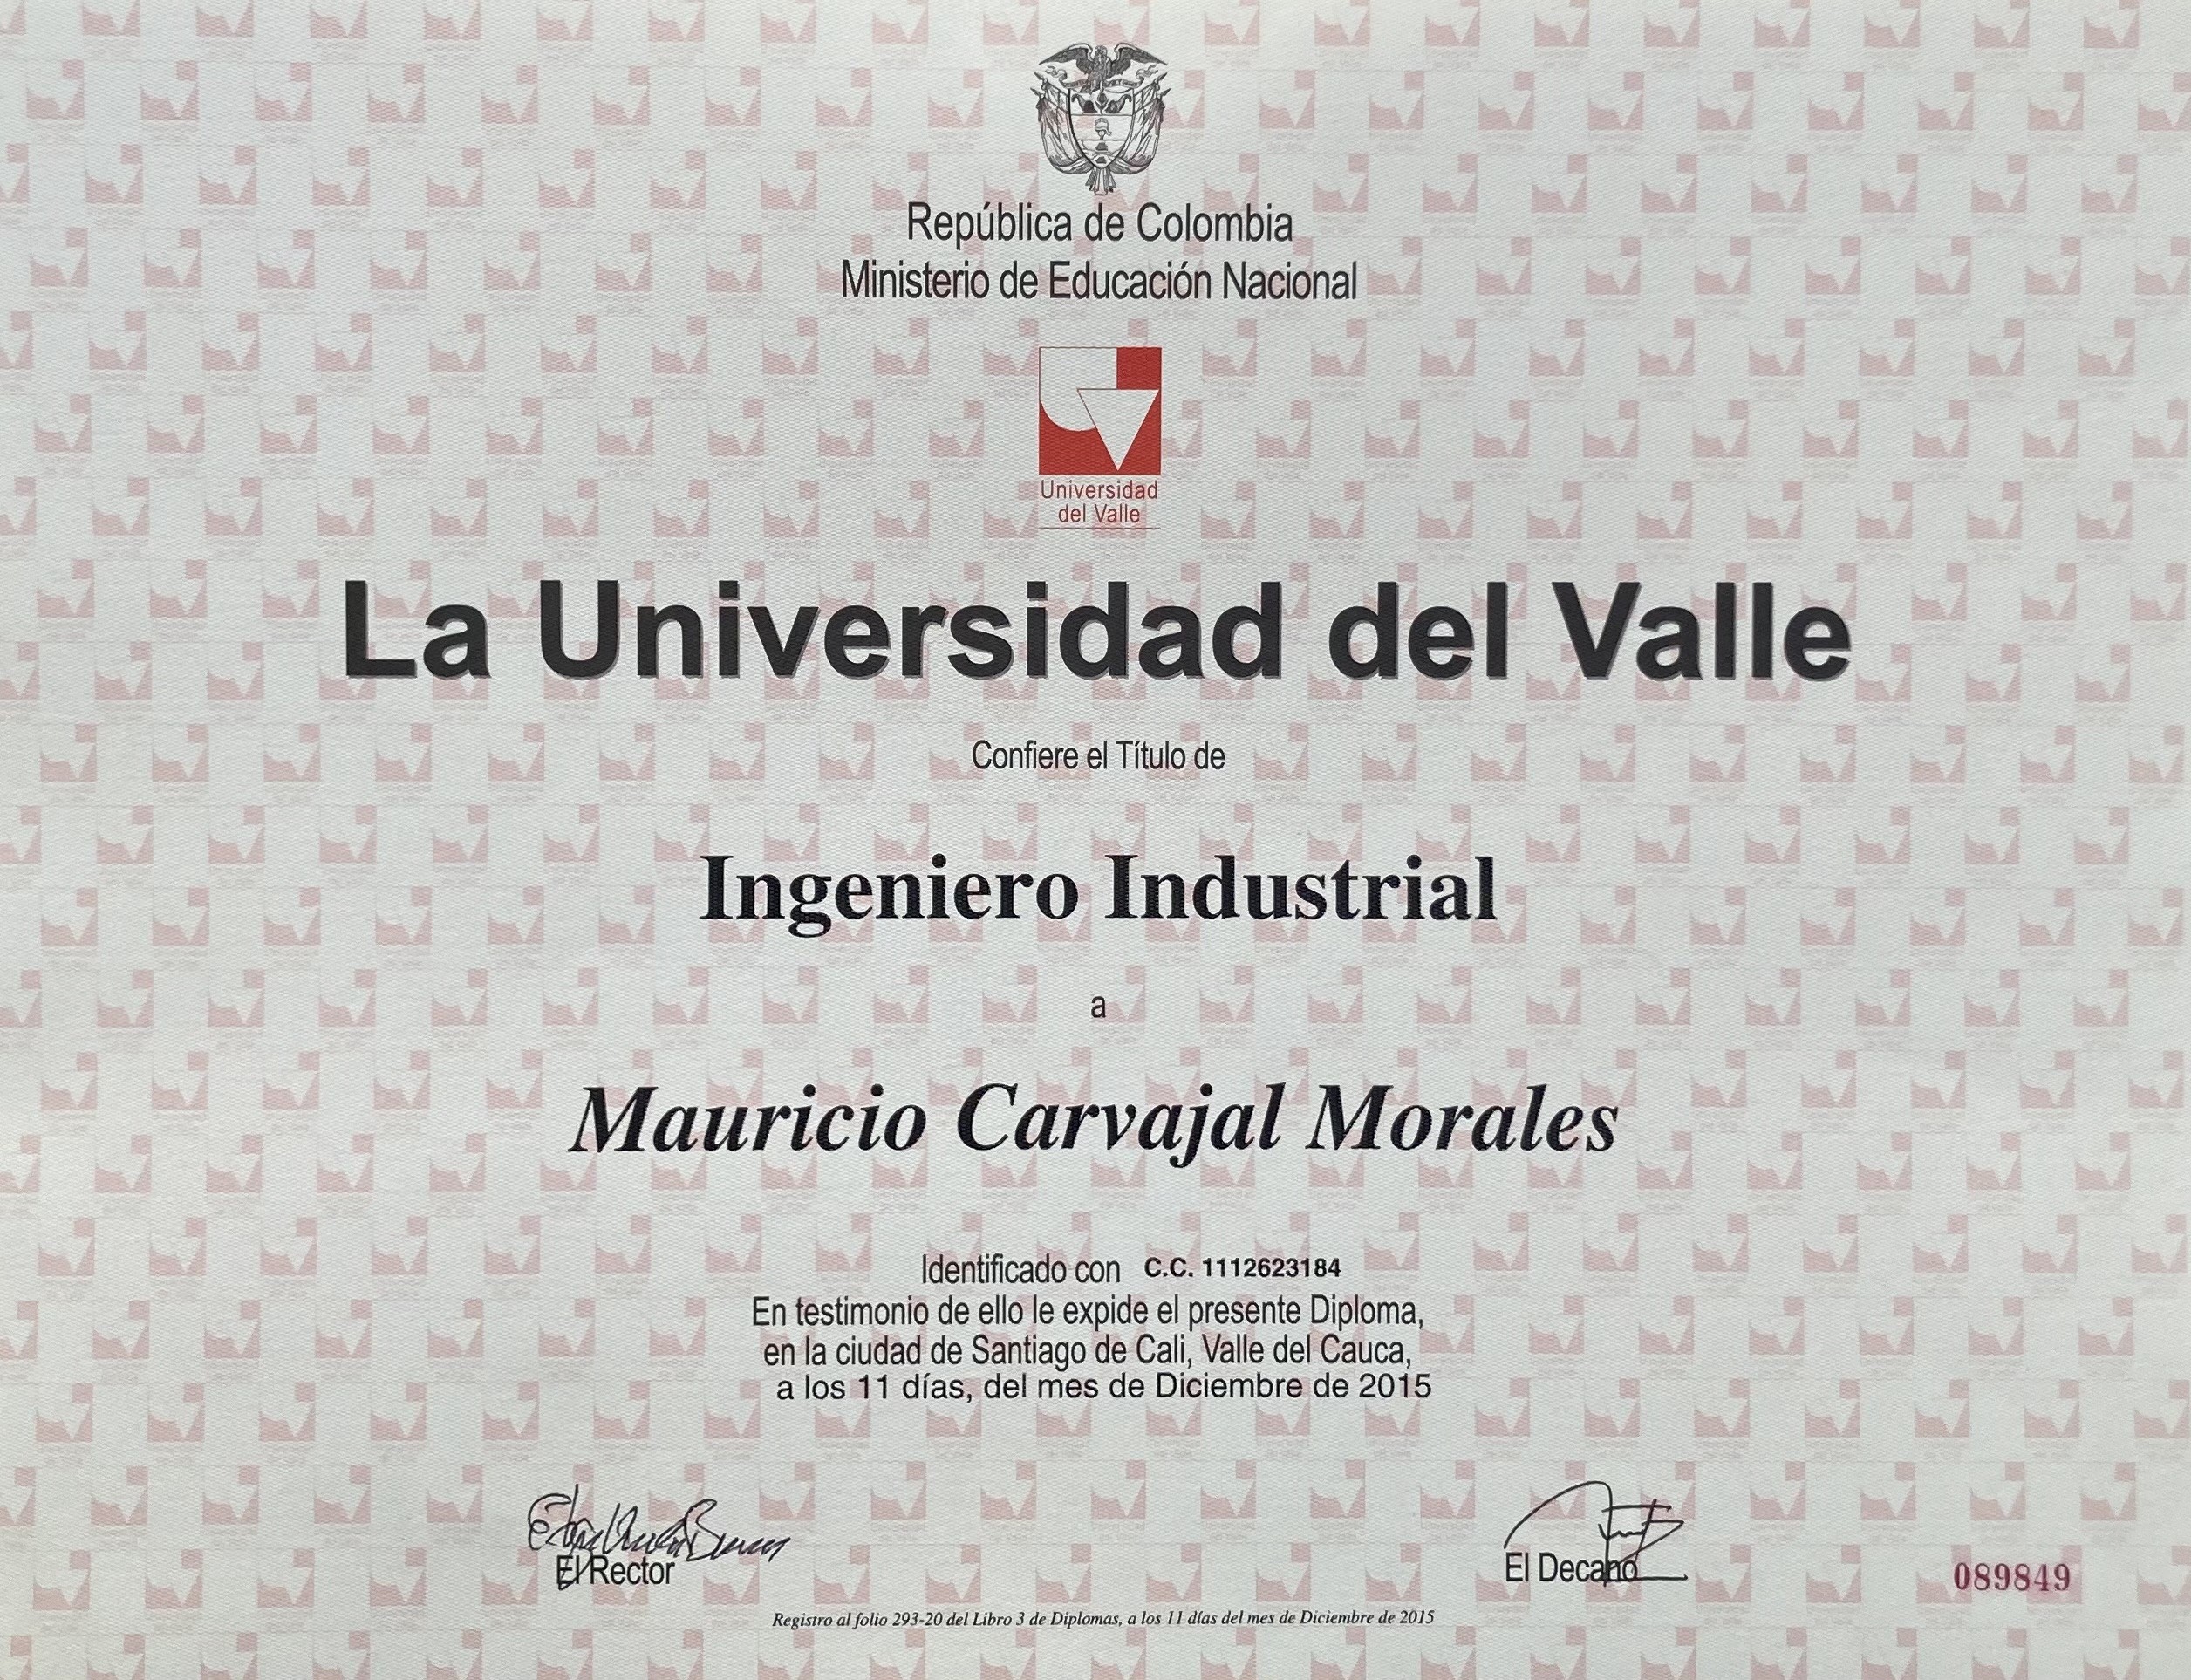 República de Colombia
Ministerio de Educación Nacional
Universidad
del Valle
La Universidad del Valle
Confiere el Título de
Ingeniero Industrial
a
Mauricio Carvajal Morales
Identificado con C.C. 1112623184
En testimonio de ello le expide el presente Diploma,
en la ciudad de Santiago de Cali, Valle del Cauca,
a los 11 días, del mes de Diciembre de 2015
El Rector
El Decano
089849
Registro al folio 293-20 del Libro 3 de Diplomas, a los 11 días del mes de Diciembre de 2015